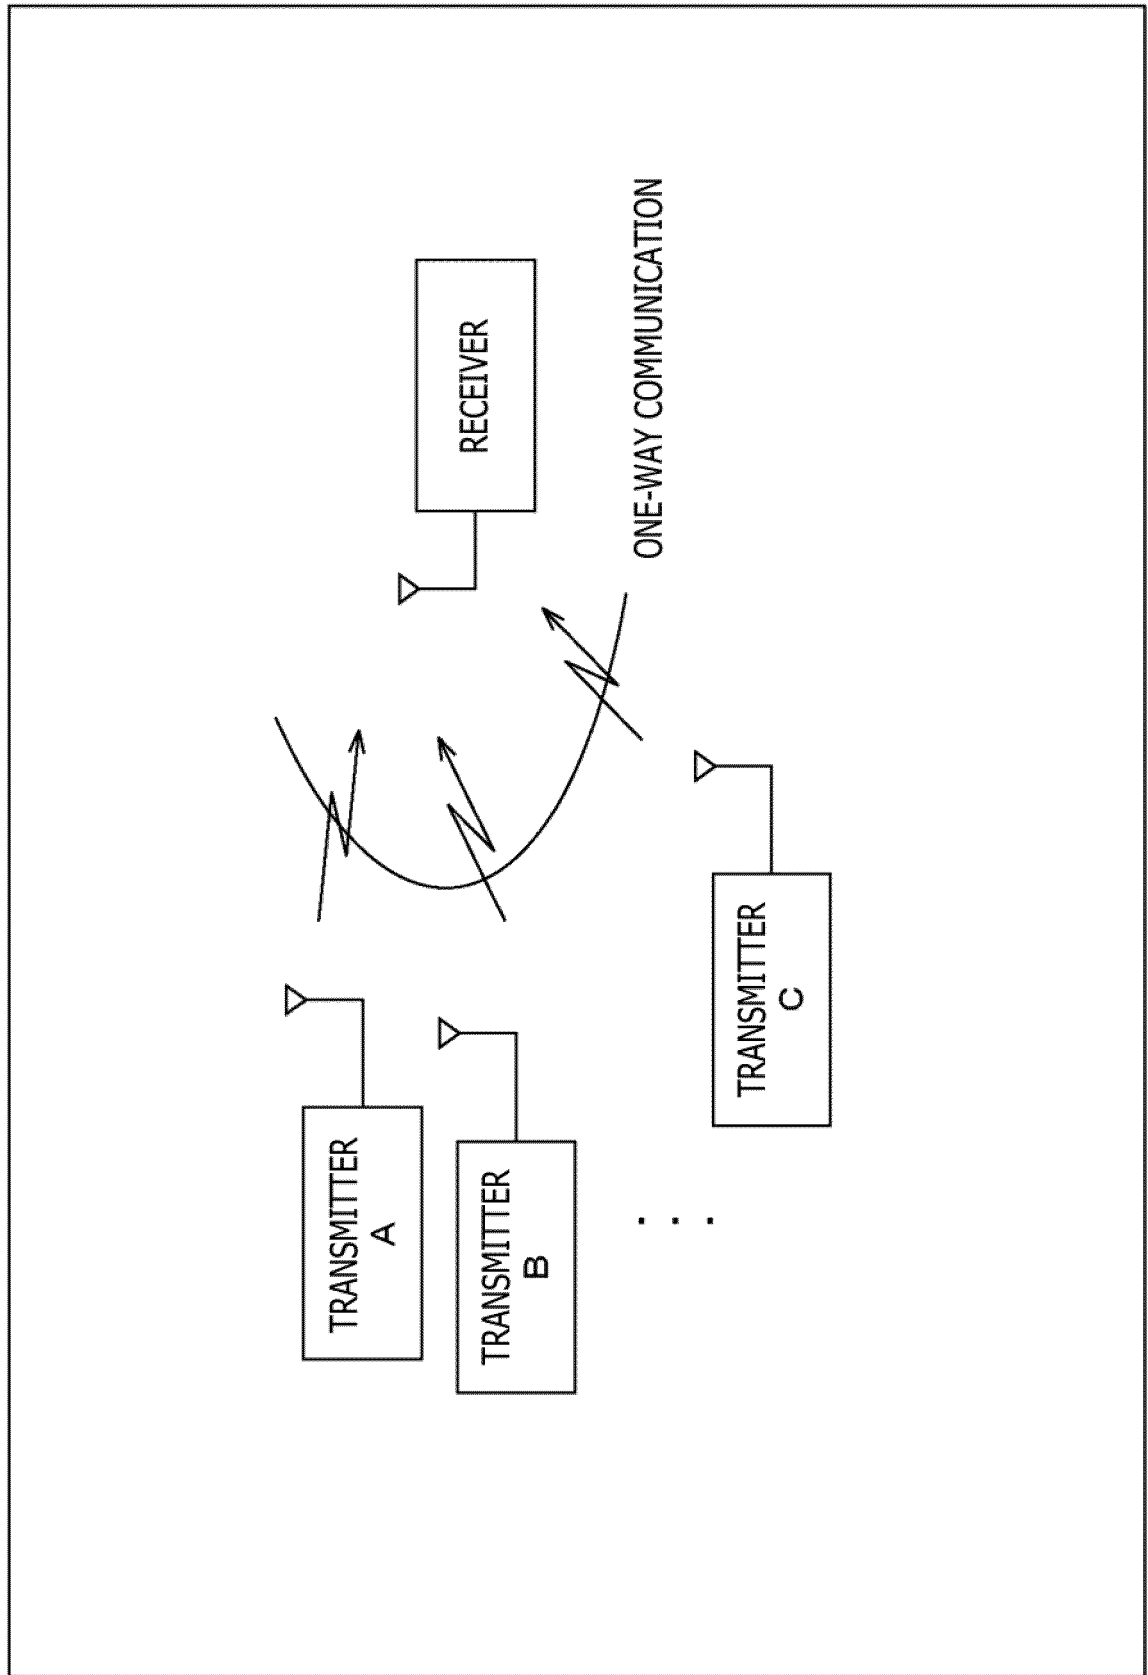 TRANSMITTER
A
TRANSMITTER
B
. . .
TRANSMITTER
C
RECEIVER
ONE-WAY COMMUNICATION